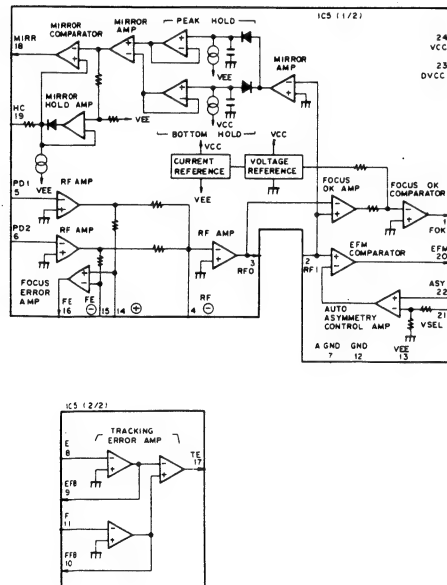 IC5 (1/2)
MIRR
18
MIRROR
COMPARATOR
MIRROR
AMP
PEAK HOLD
MIRROR
AMP
24
VCC
23
DVCC
VEE
HC
19
MIRROR
HOLD AMP
VEE
VCC
BOTTOM HOLD
VEE
VCC
VCC
CURRENT
REFERENCE
VOLTAGE
REFERENCE
VEE
FOCUS
OK AMP
FOCUS OK
COMPARATOR
PD1
5
RF AMP
1
FOK
PD2
6
RF AMP
RF AMP
3
RFO
2
RF1
EFM
COMPARATOR
EFM
20
FOCUS
ERROR
AMP
ASY
22
FE
16
FE
15
14
RF
4
AUTO
ASYMMETRY
CONTROL AMP
21
VSEL
A GND
7
GND
12
VEE
13
IC5 (2/2)
TRACKING
ERROR AMP
E
8
TE
17
EFB
9
F
11
FFB
10